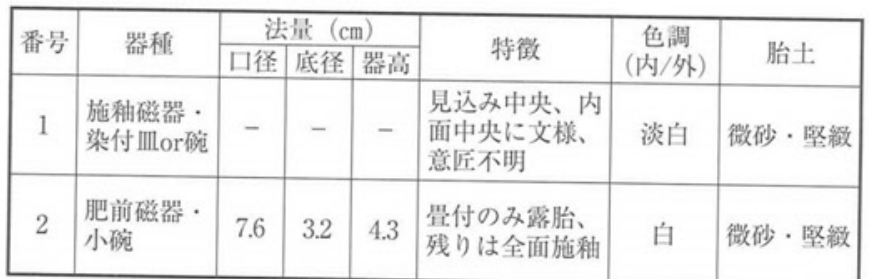 番号 器種 法量（cm） 特徴 色調(内/外) 胎土
口径 底径 器高
1 施釉磁器・染付皿or碗 － － － 見込み中央、内面中央に文様、意匠不明 淡白 微砂・堅緻
2 肥前磁器・小碗 7.6 3.2 4.3 畳付のみ露胎、残りは全面施釉 白 微砂・堅緻